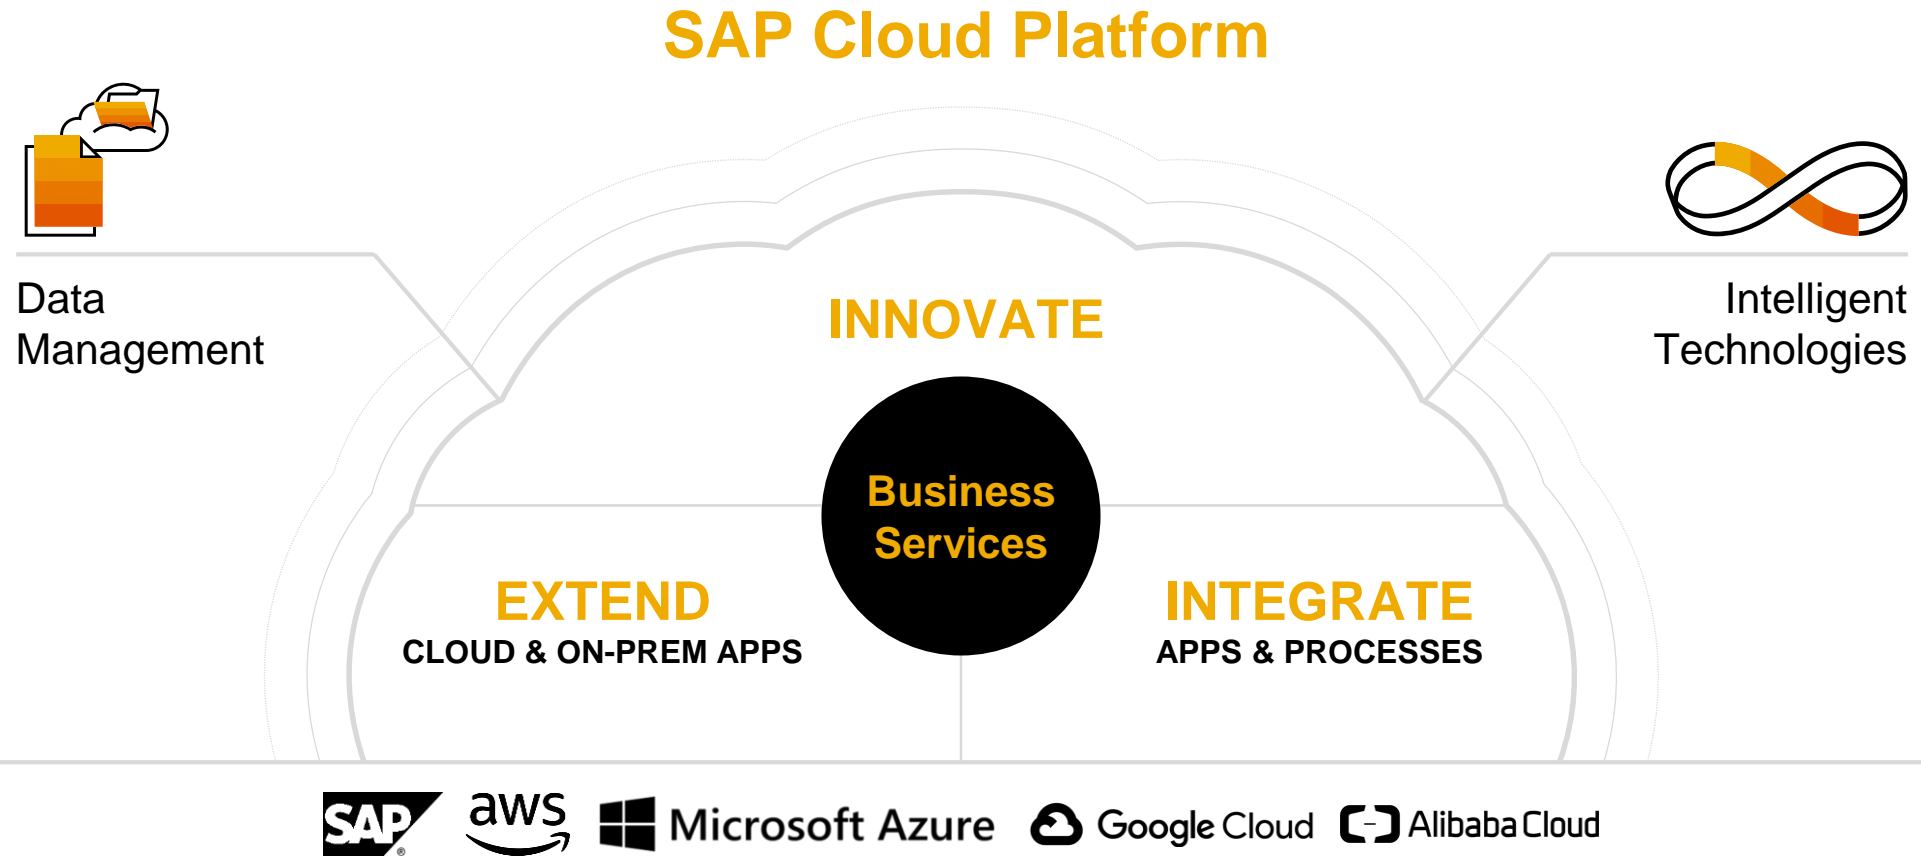 SAP Cloud Platform
Data
Management
Intelligent
Technologies
INNOVATE
Business
Services
EXTEND
CLOUD & ON-PREM APPS
INTEGRATE
APPS & PROCESSES
SAP ®
aws
Microsoft Azure
Google Cloud
Alibaba Cloud